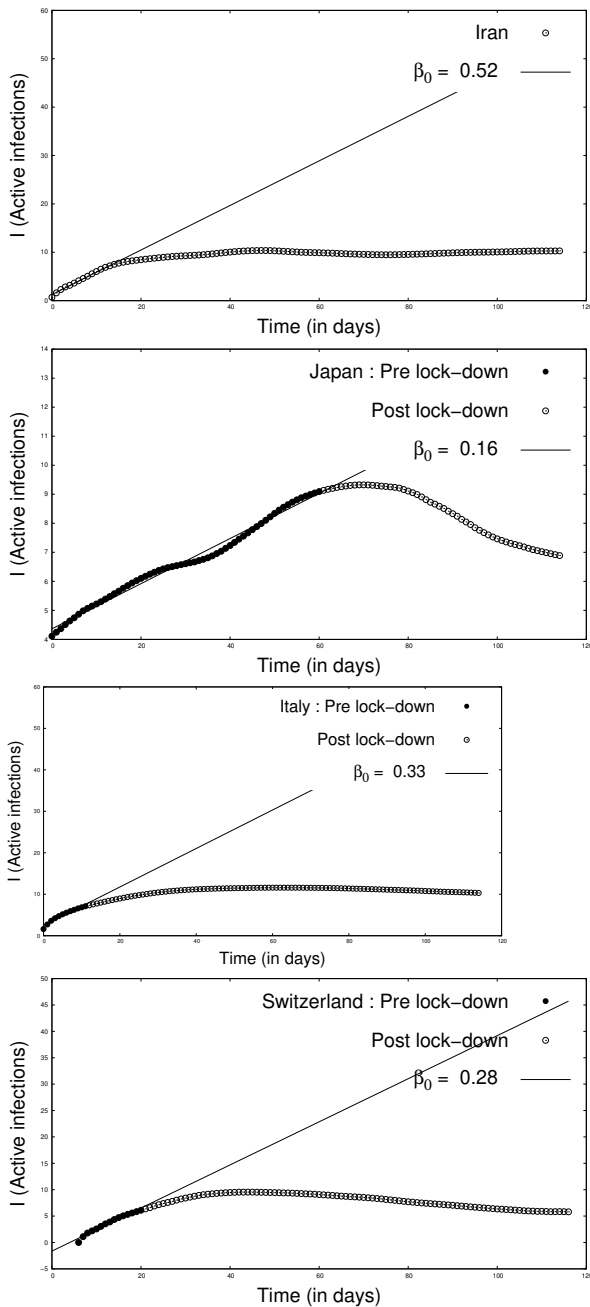 60
50
40
30
20
10
0
0 20 40 60 80 100 120
I (Active infections)
Time (in days)
Iran
β0 = 0.52
14
13
12
11
10
9
8
7
6
5
4
0 20 40 60 80 100 120
I (Active infections)
Time (in days)
Japan : Pre lock−down
Post lock−down
β0 = 0.16
60
50
40
30
20
10
0
0 20 40 60 80 100 120
I (Active infections)
Time (in days)
Italy : Pre lock−down
Post lock−down
β0 = 0.33
50
45
40
35
30
25
20
15
10
5
0
−5
0 20 40 60 80 100 120
I (Active infections)
Time (in days)
Switzerland : Pre lock−down
Post lock−down
β0 = 0.28